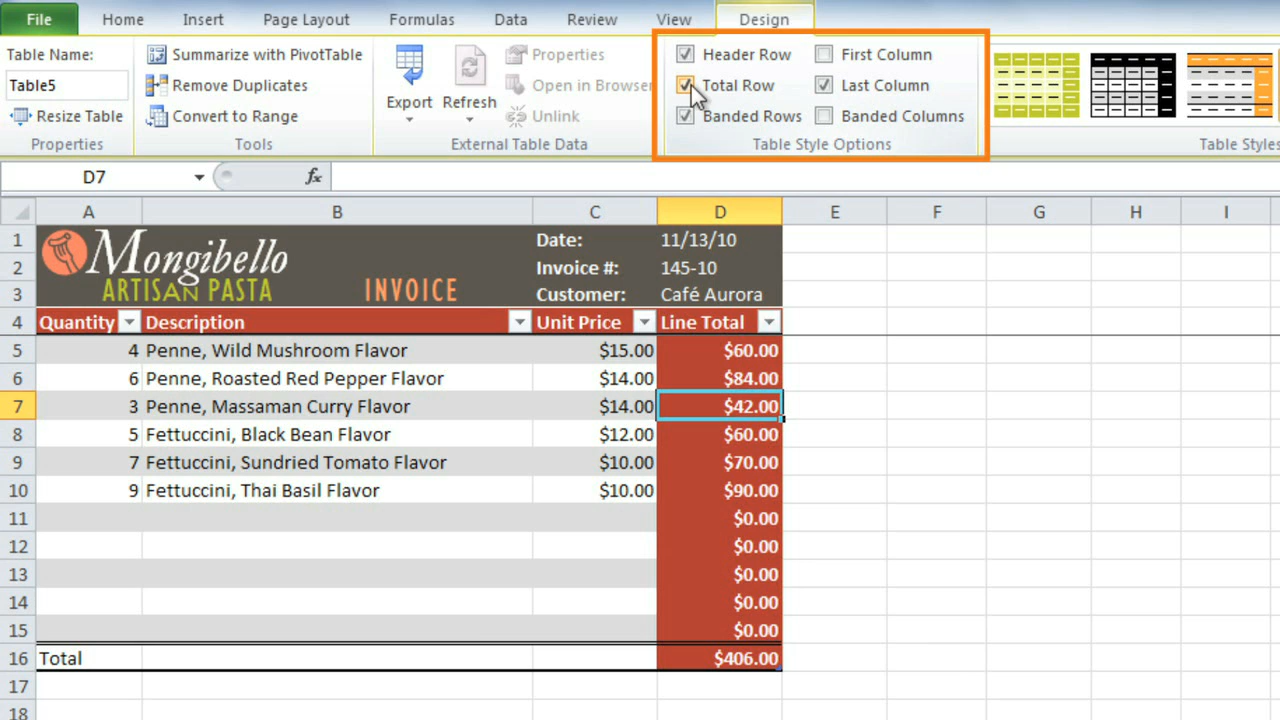 File Home Insert Page Layout Formulas Data Review View Design
Table Name: Summarize with PivotTable Properties Header Row First Column
Table5 Remove Duplicates Export Refresh Open in Browser Total Row Last Column
Resize Table Convert to Range Unlink Banded Rows Banded Columns
Properties Tools External Table Data Table Style Options Table Styles
D7 fx
A B C D E F G H I
1 Mongibello Date: 11/13/10
2 Invoice #: 145-10
3 ARTISAN PASTA INVOICE Customer: Café Aurora
4 Quantity Description Unit Price Line Total
5 4 Penne, Wild Mushroom Flavor $15.00 $60.00
6 6 Penne, Roasted Red Pepper Flavor $14.00 $84.00
7 3 Penne, Massaman Curry Flavor $14.00 $42.00
8 5 Fettuccini, Black Bean Flavor $12.00 $60.00
9 7 Fettuccini, Sundried Tomato Flavor $10.00 $70.00
10 9 Fettuccini, Thai Basil Flavor $10.00 $90.00
11 $0.00
12 $0.00
13 $0.00
14 $0.00
15 $0.00
16 Total $406.00
17
18